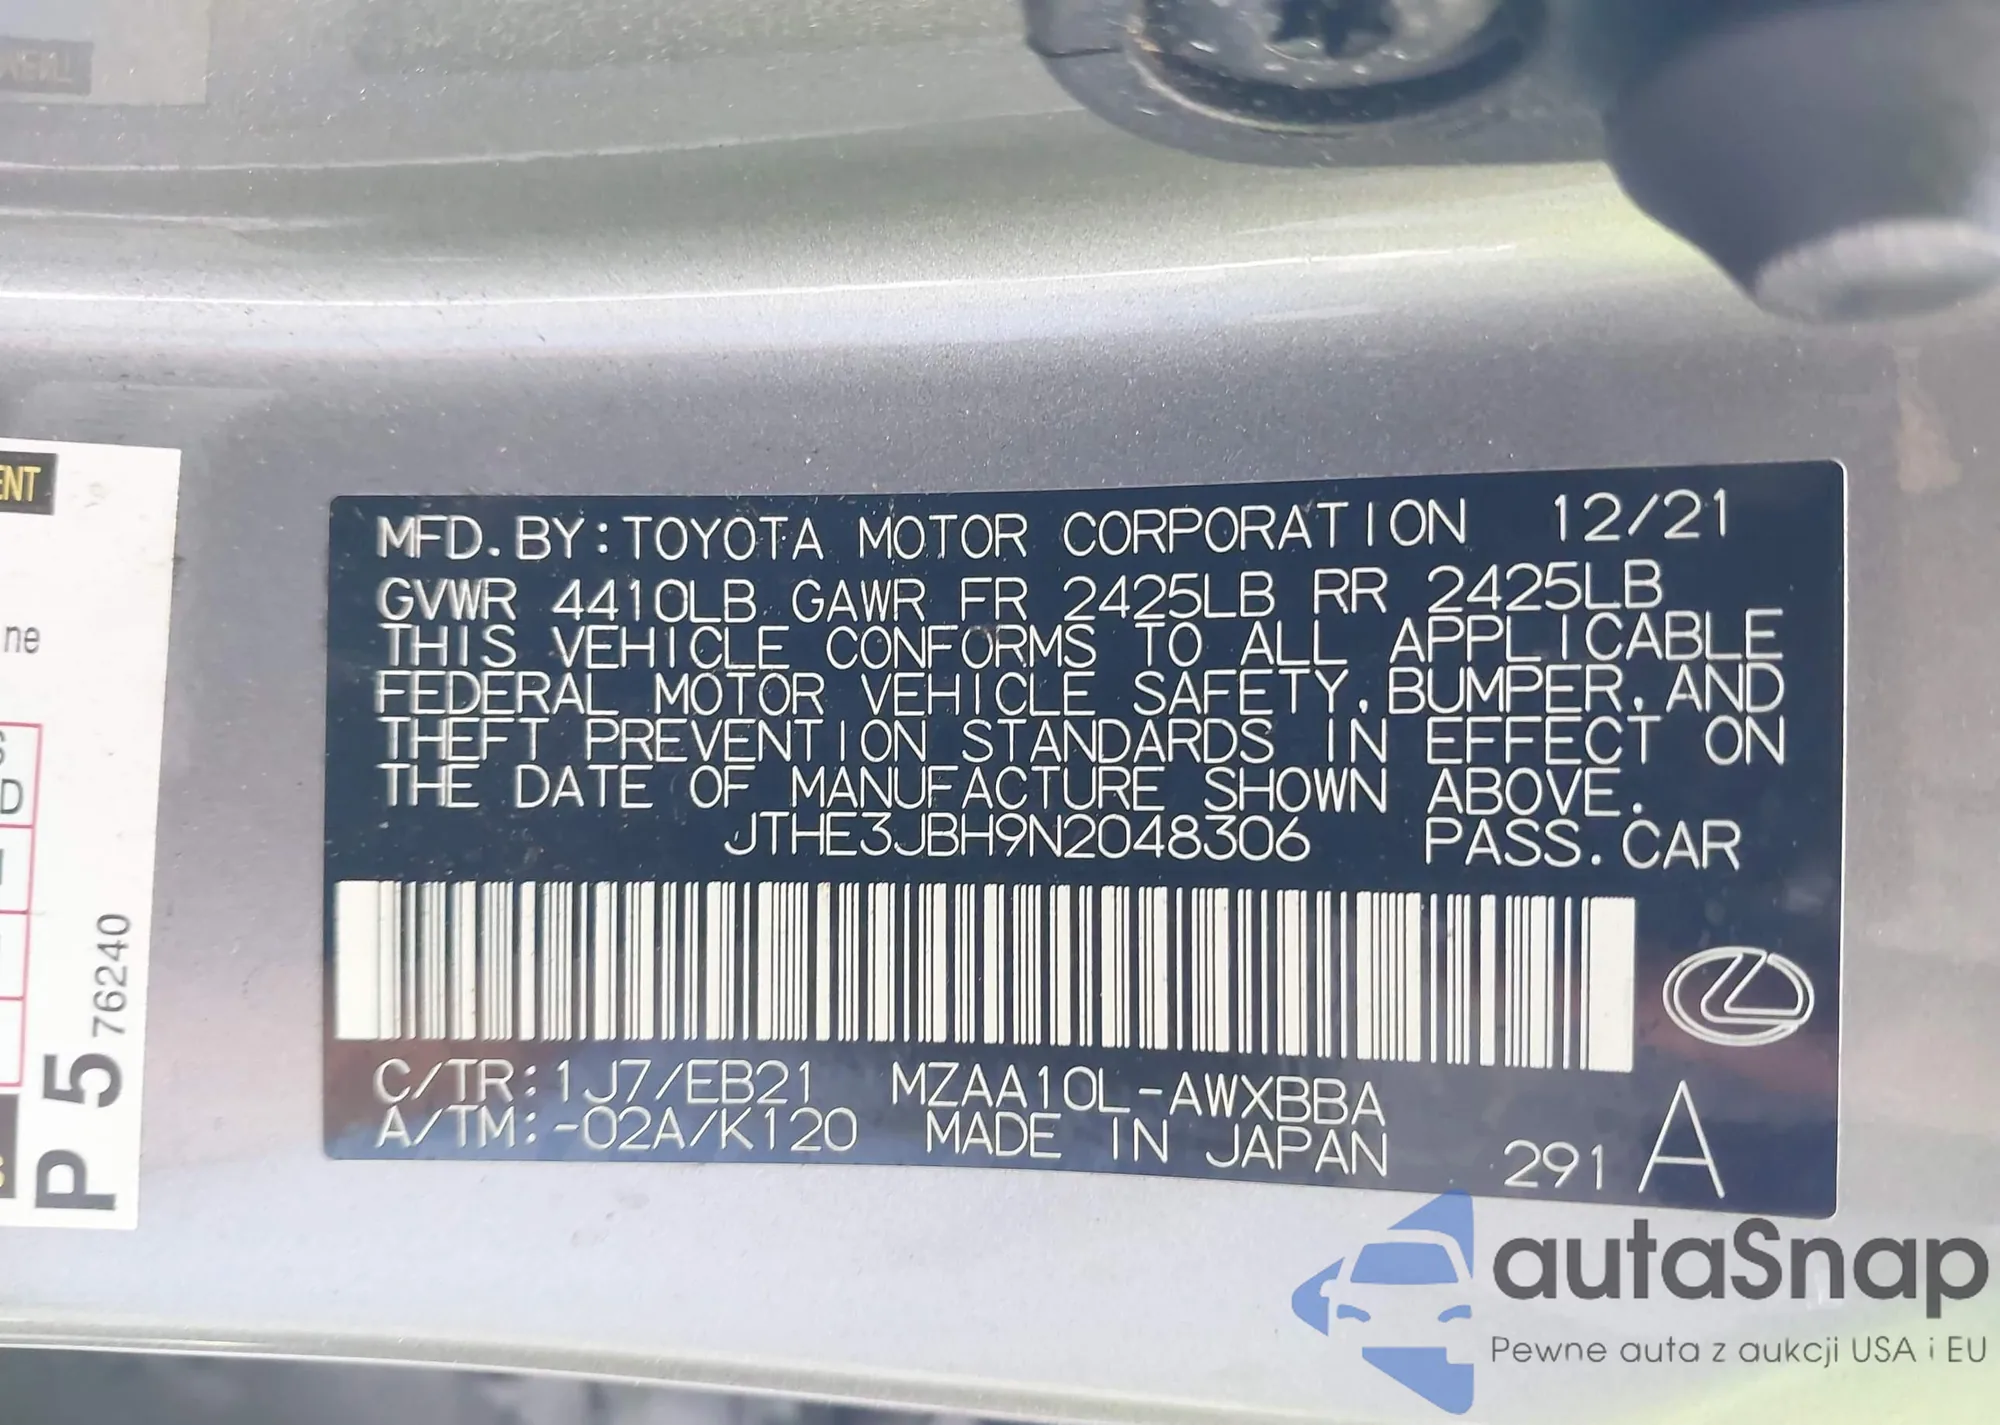 ENT
ne
D
P 5 76240
MFD.BY:TOYOTA MOTOR CORPORATION 12/21
GVWR 4410LB GAWR FR 2425LB RR 2425LB
THIS VEHICLE CONFORMS TO ALL APPLICABLE
FEDERAL MOTOR VEHICLE SAFETY,BUMPER,AND
THEFT PREVENTION STANDARDS IN EFFECT ON
THE DATE OF MANUFACTURE SHOWN ABOVE.
JTHE3JBH9N2048306 PASS.CAR
C/TR:1J7/EB21 MZAA10L-AWXBBA
A/TM:-02A/K120 MADE IN JAPAN 291 A
autaSnap
Pewne auta z aukcji USA i EU